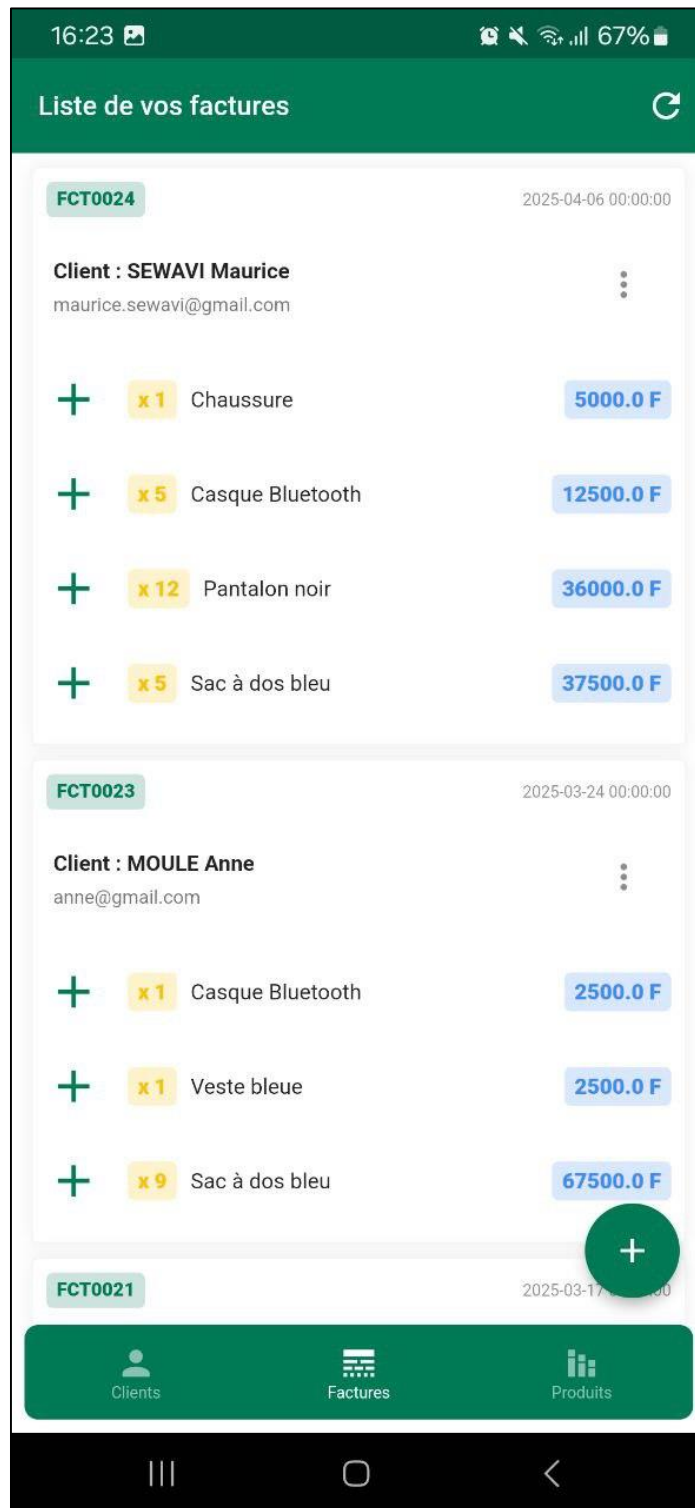 16:23 67%
Liste de vos factures
FCT0024 2025-04-06 00:00:00
Client : SEWAVI Maurice
maurice.sewavi@gmail.com
x 1 Chaussure 5000.0 F
x 5 Casque Bluetooth 12500.0 F
x 12 Pantalon noir 36000.0 F
x 5 Sac à dos bleu 37500.0 F
FCT0023 2025-03-24 00:00:00
Client : MOULE Anne
anne@gmail.com
x 1 Casque Bluetooth 2500.0 F
x 1 Veste bleue 2500.0 F
x 9 Sac à dos bleu 67500.0 F
FCT0021 2025-03-17
Clients Factures Produits